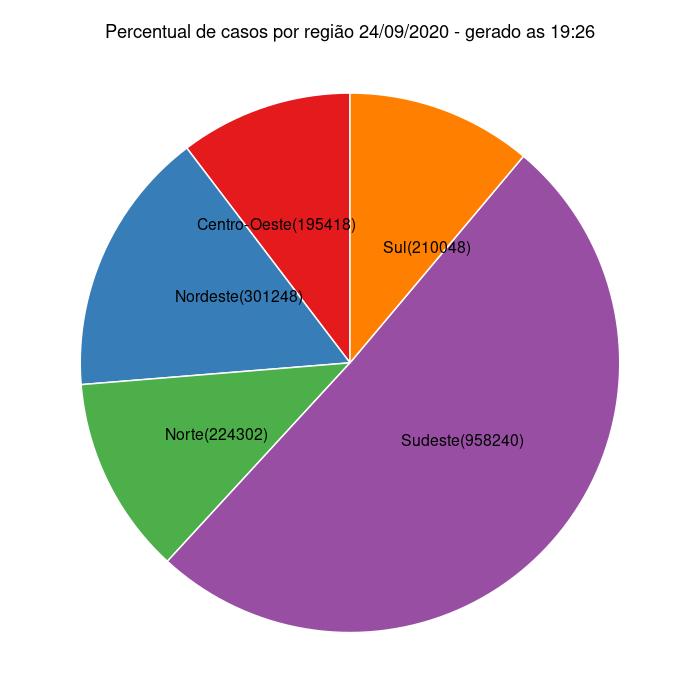 Percentual de casos por região 24/09/2020 - gerado as 19:26
Centro-Oeste(195418)
Sul(210048)
Nordeste(301248)
Norte(224302)
Sudeste(958240)